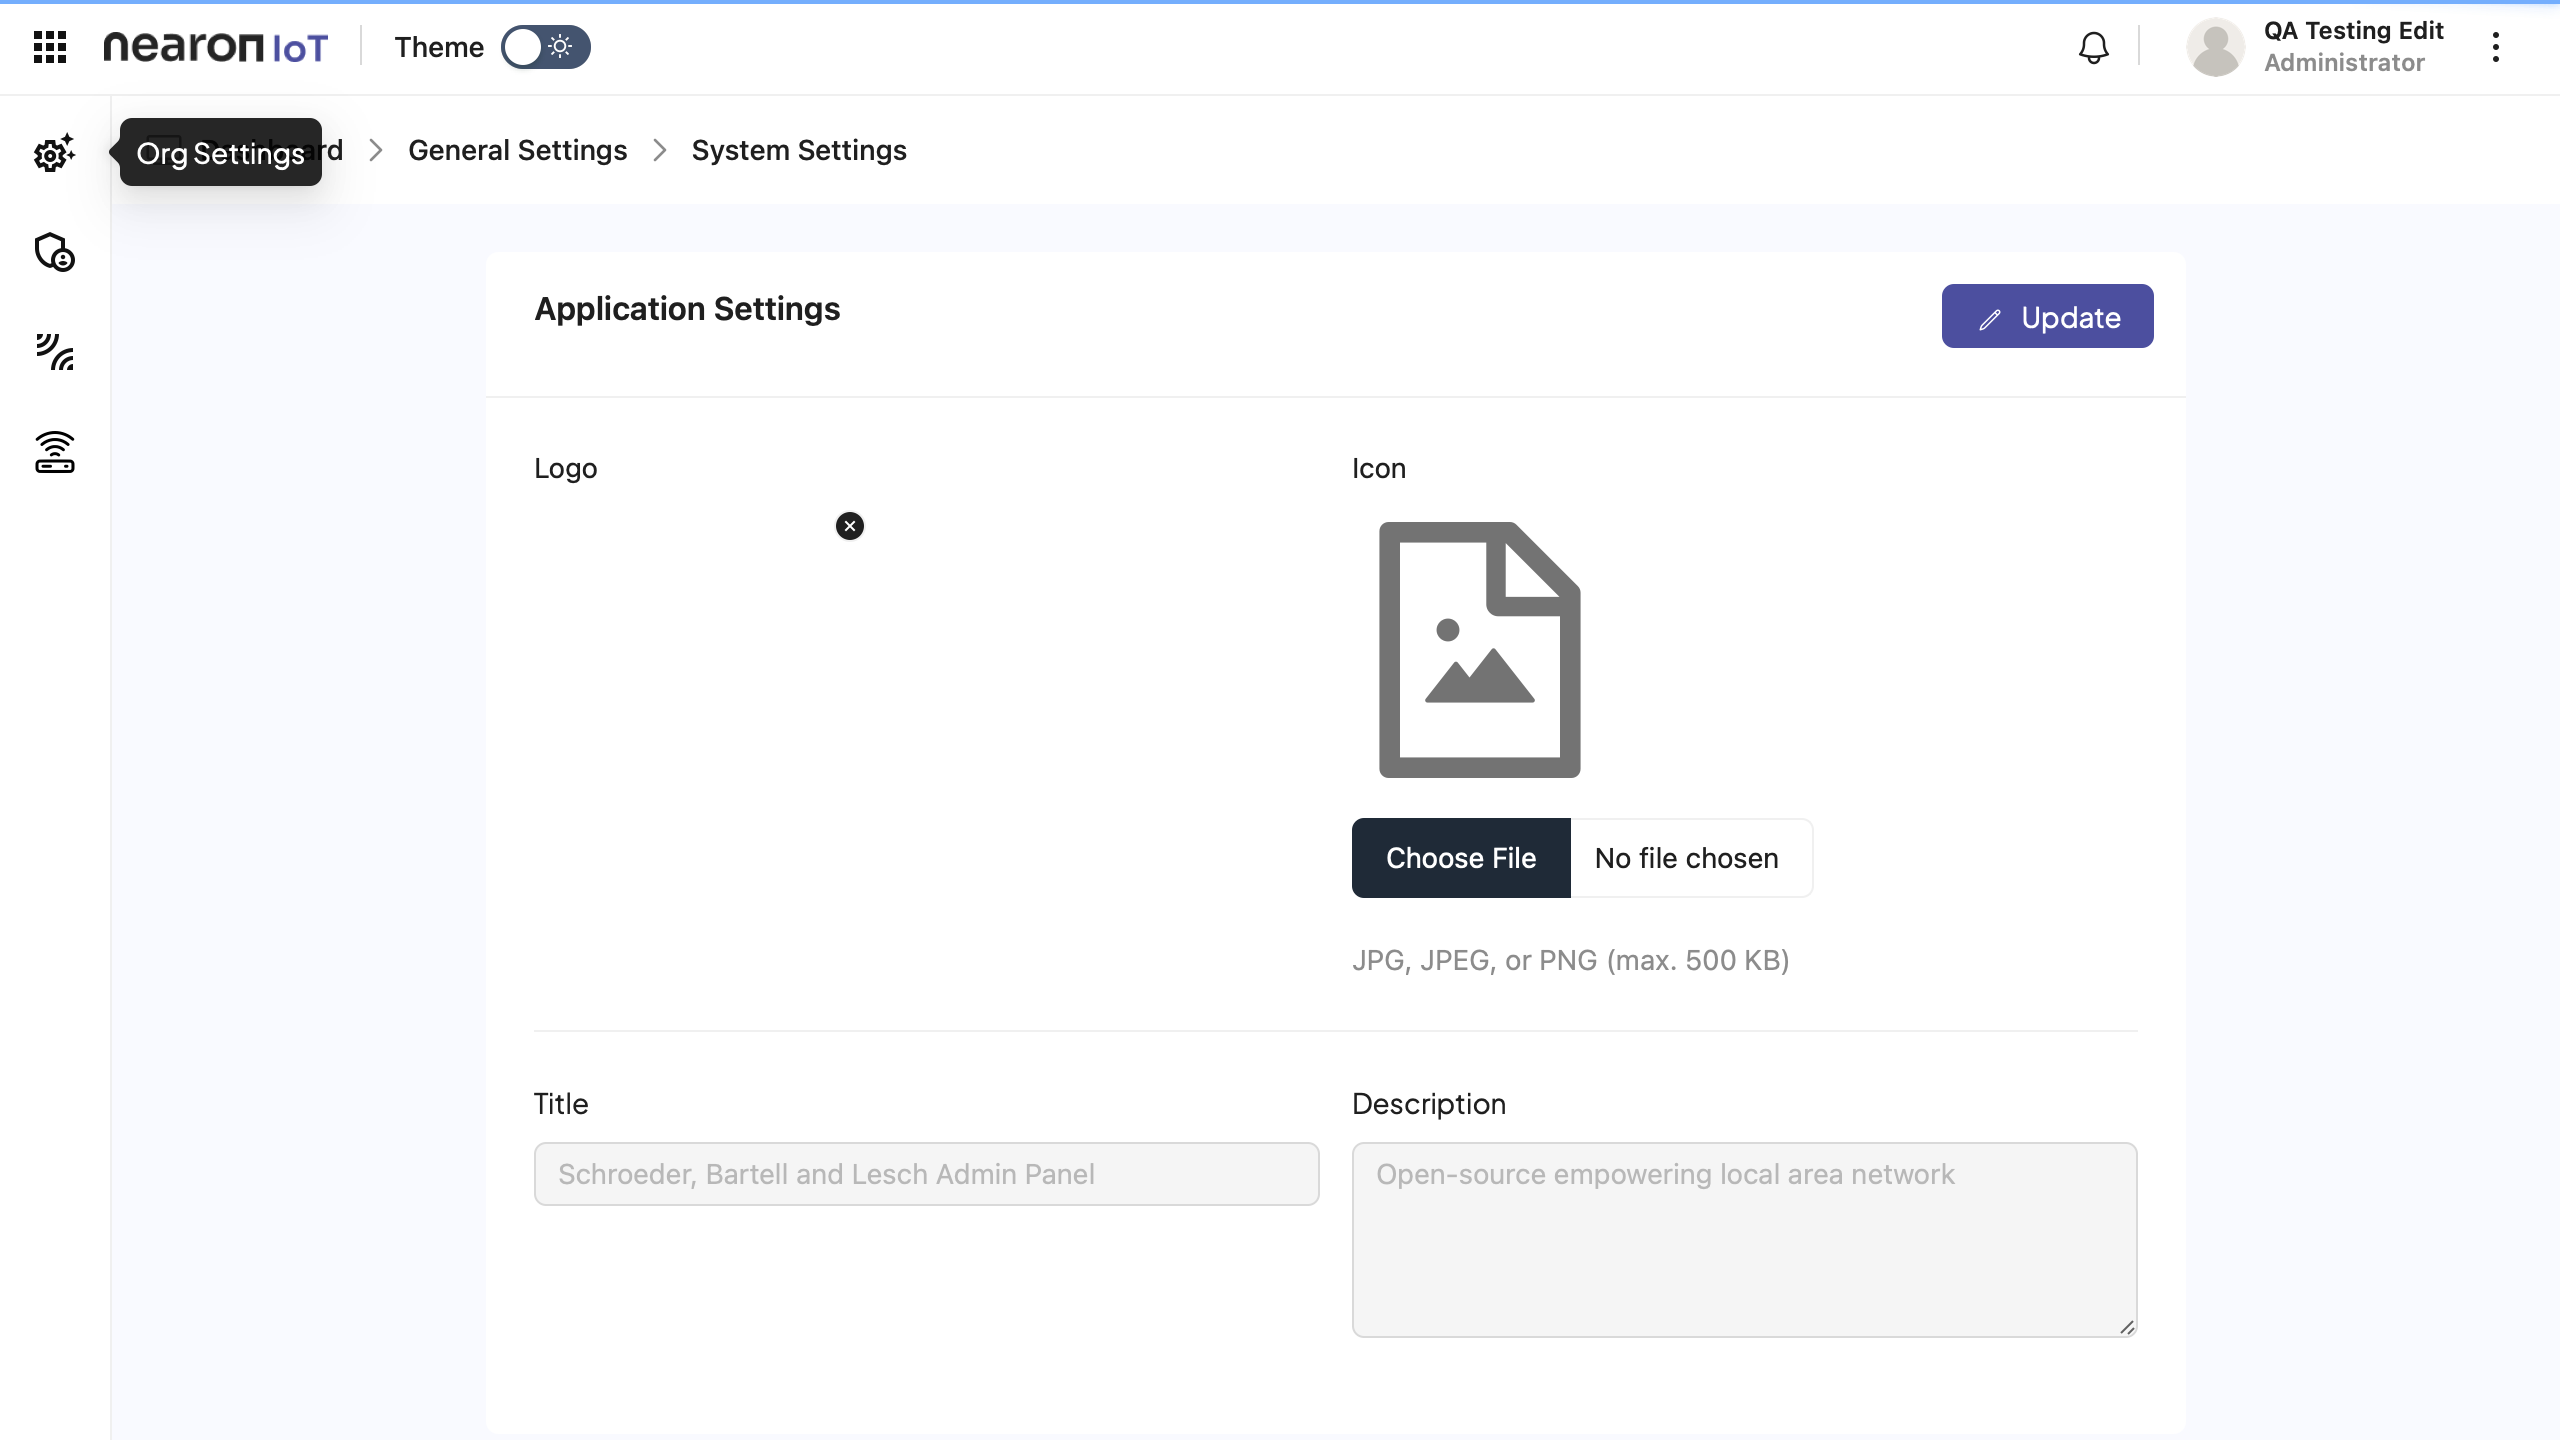 nearon IoT
Theme
QA Testing Edit
Administrator
Org Settings
Dashboard
General Settings
System Settings
Application Settings
Update
Logo
Icon
Choose File
No file chosen
JPG, JPEG, or PNG (max. 500 KB)
Title
Description
Schroeder, Bartell and Lesch Admin Panel
Open-source empowering local area network